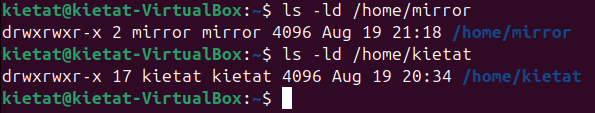 kietat@kietat-VirtualBox:~$ ls -ld /home/mirror
drwxrwxr-x 2 mirror mirror 4096 Aug 19 21:18 /home/mirror
kietat@kietat-VirtualBox:~$ ls -ld /home/kietat
drwxrwxr-x 17 kietat kietat 4096 Aug 19 20:34 /home/kietat
kietat@kietat-VirtualBox:~$